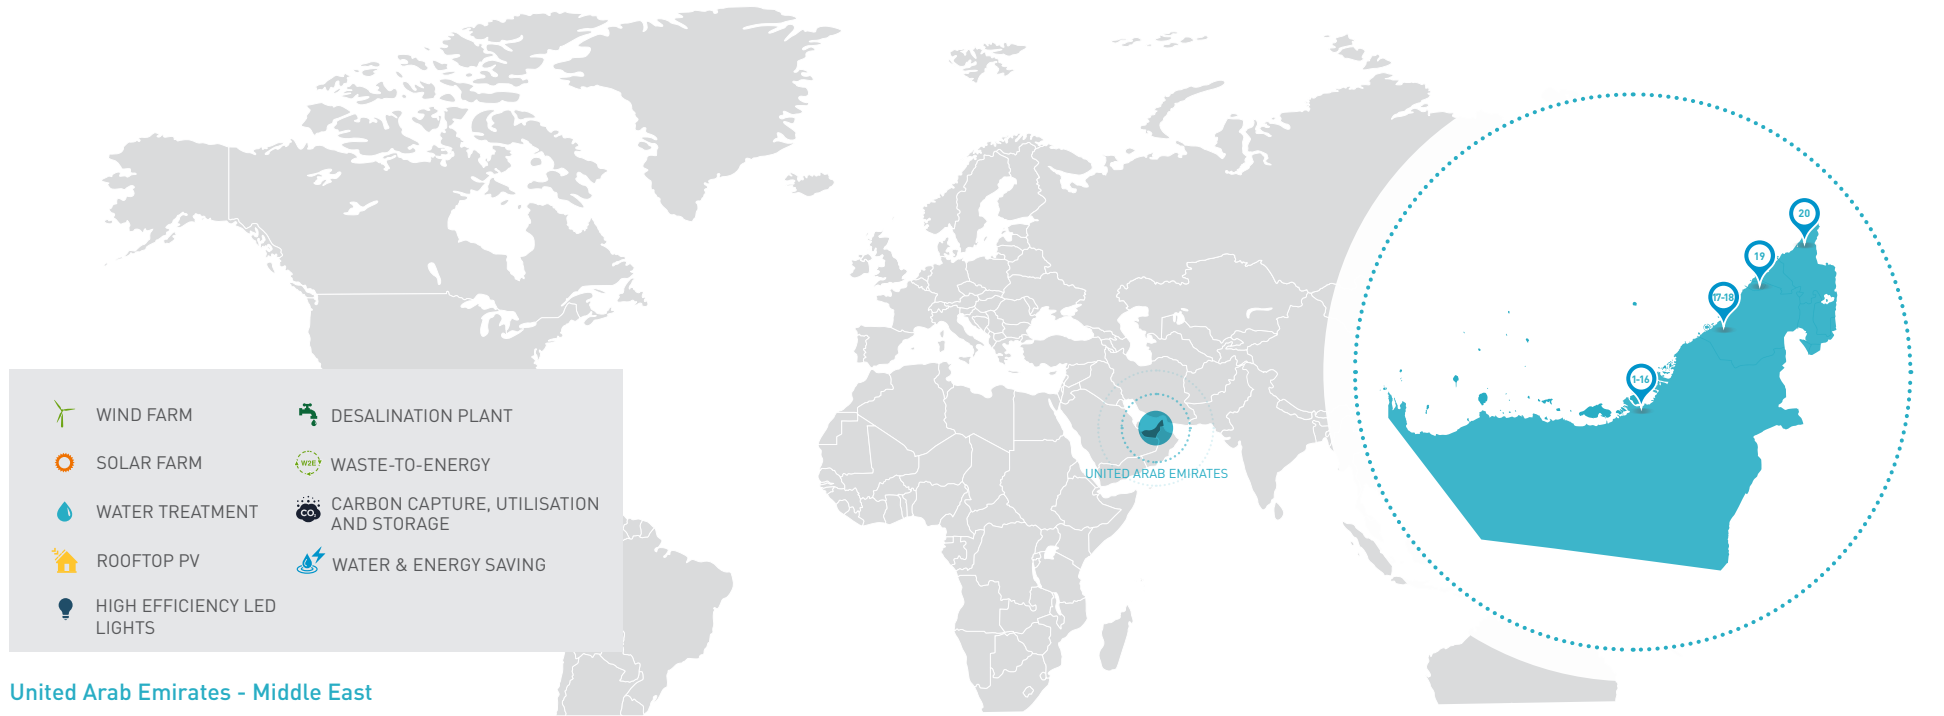 20
19
17-18
1-16
UNITED ARAB EMIRATES
WIND FARM
SOLAR FARM
WATER TREATMENT
ROOFTOP PV
HIGH EFFICIENCY LED
LIGHTS
DESALINATION PLANT
W2E
WASTE-TO-ENERGY
CO₂
CARBON CAPTURE, UTILISATION
AND STORAGE
WATER & ENERGY SAVING
United Arab Emirates - Middle East